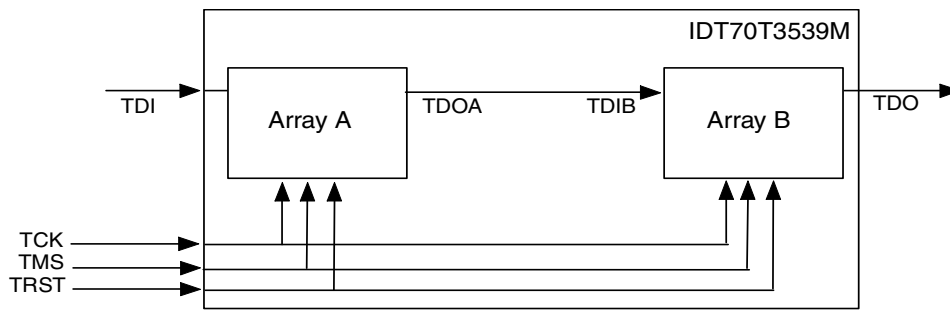 IDT70T3539M
Array A
Array B
TDI
TDOA
TDIB
TDO
TCK
TMS
TRST